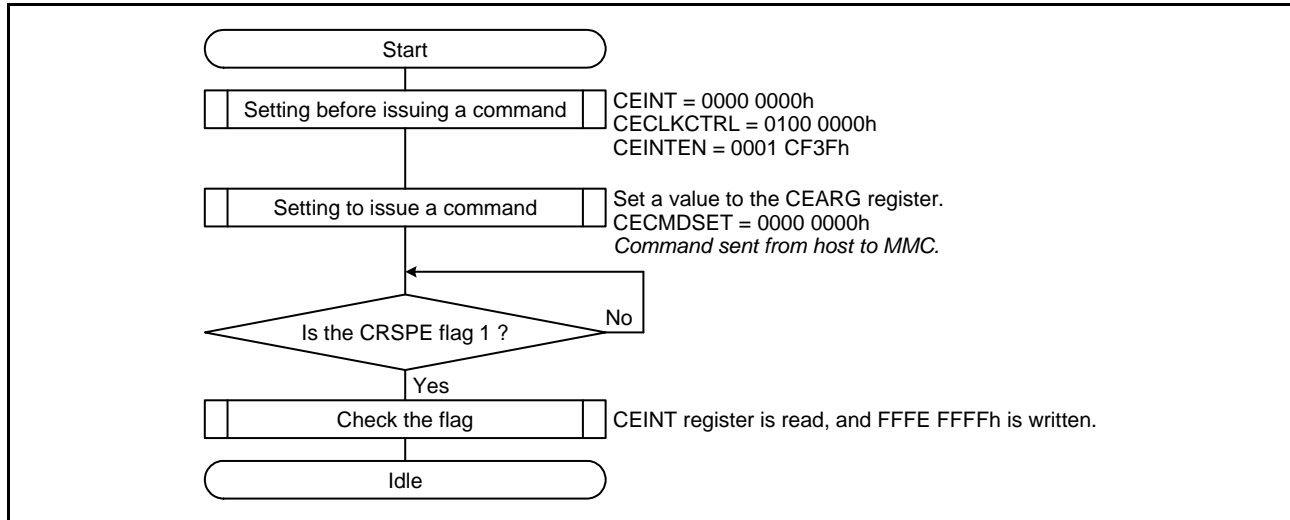 Start
Setting before issuing a command
CEINT = 0000 0000h
CECLKCTRL = 0100 0000h
CEINTEN = 0001 CF3Fh
Setting to issue a command
Set a value to the CEARG register.
CECMDSET = 0000 0000h
Command sent from host to MMC.
Is the CRSPE flag 1 ?
No
Yes
Check the flag
CEINT register is read, and FFFE FFFFh is written.
Idle